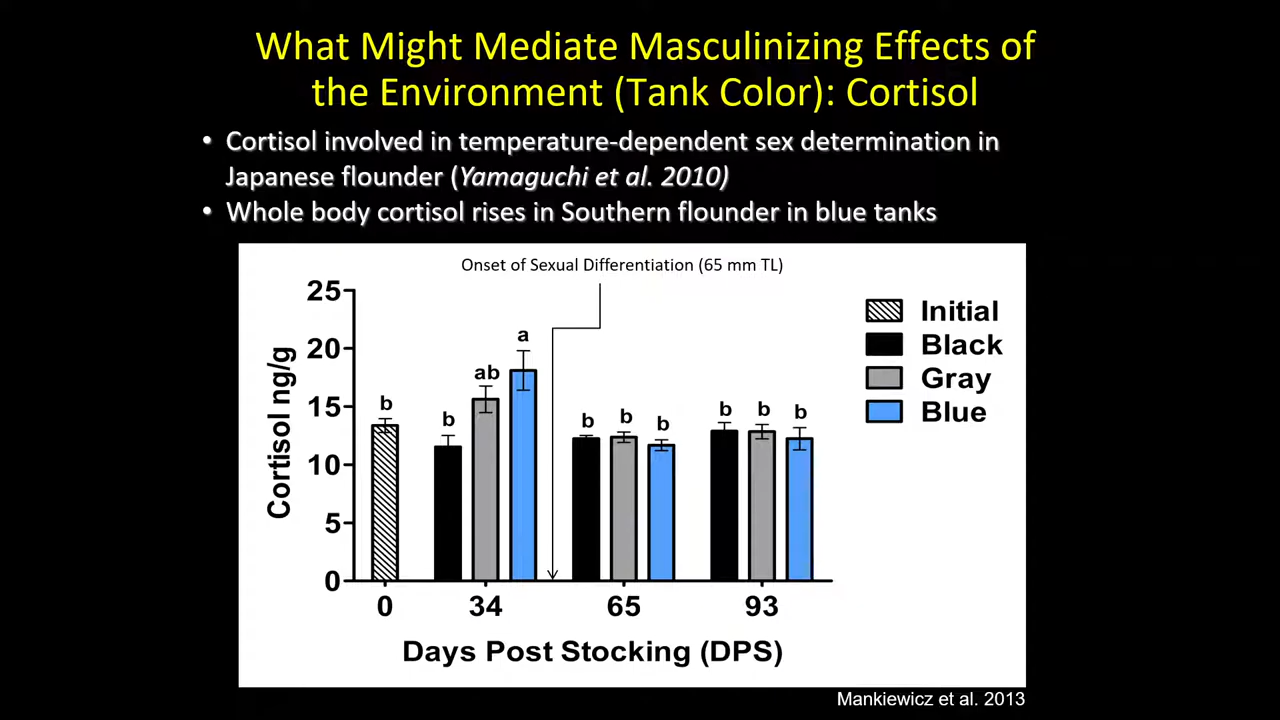 What Might Mediate Masculinizing Effects of
the Environment (Tank Color): Cortisol
• Cortisol involved in temperature-dependent sex determination in
Japanese flounder (Yamaguchi et al. 2010)
• Whole body cortisol rises in Southern flounder in blue tanks
Onset of Sexual Differentiation (65 mm TL)
25
20
15
10
5
0
Cortisol ng/g
b
b
ab
a
b
b
b
b
b
b
0
34
65
93
Days Post Stocking (DPS)
Initial
Black
Gray
Blue
Mankiewicz et al. 2013